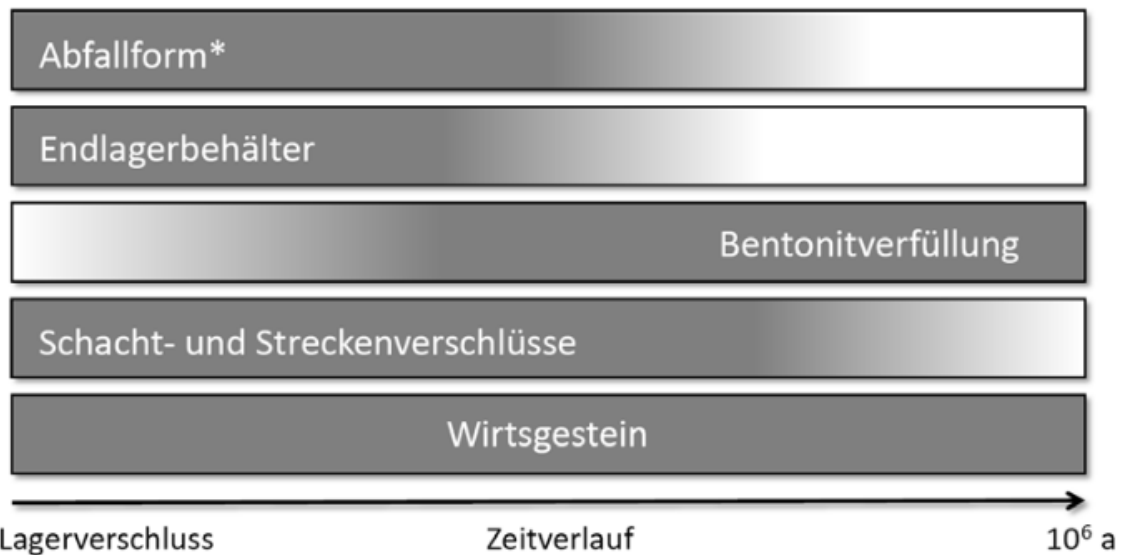 Abfallform*
Endlagerbehälter
Bentonitverfüllung
Schacht- und Streckenverschlüsse
Wirtsgestein
Lagerverschluss Zeitverlauf 10⁶ a